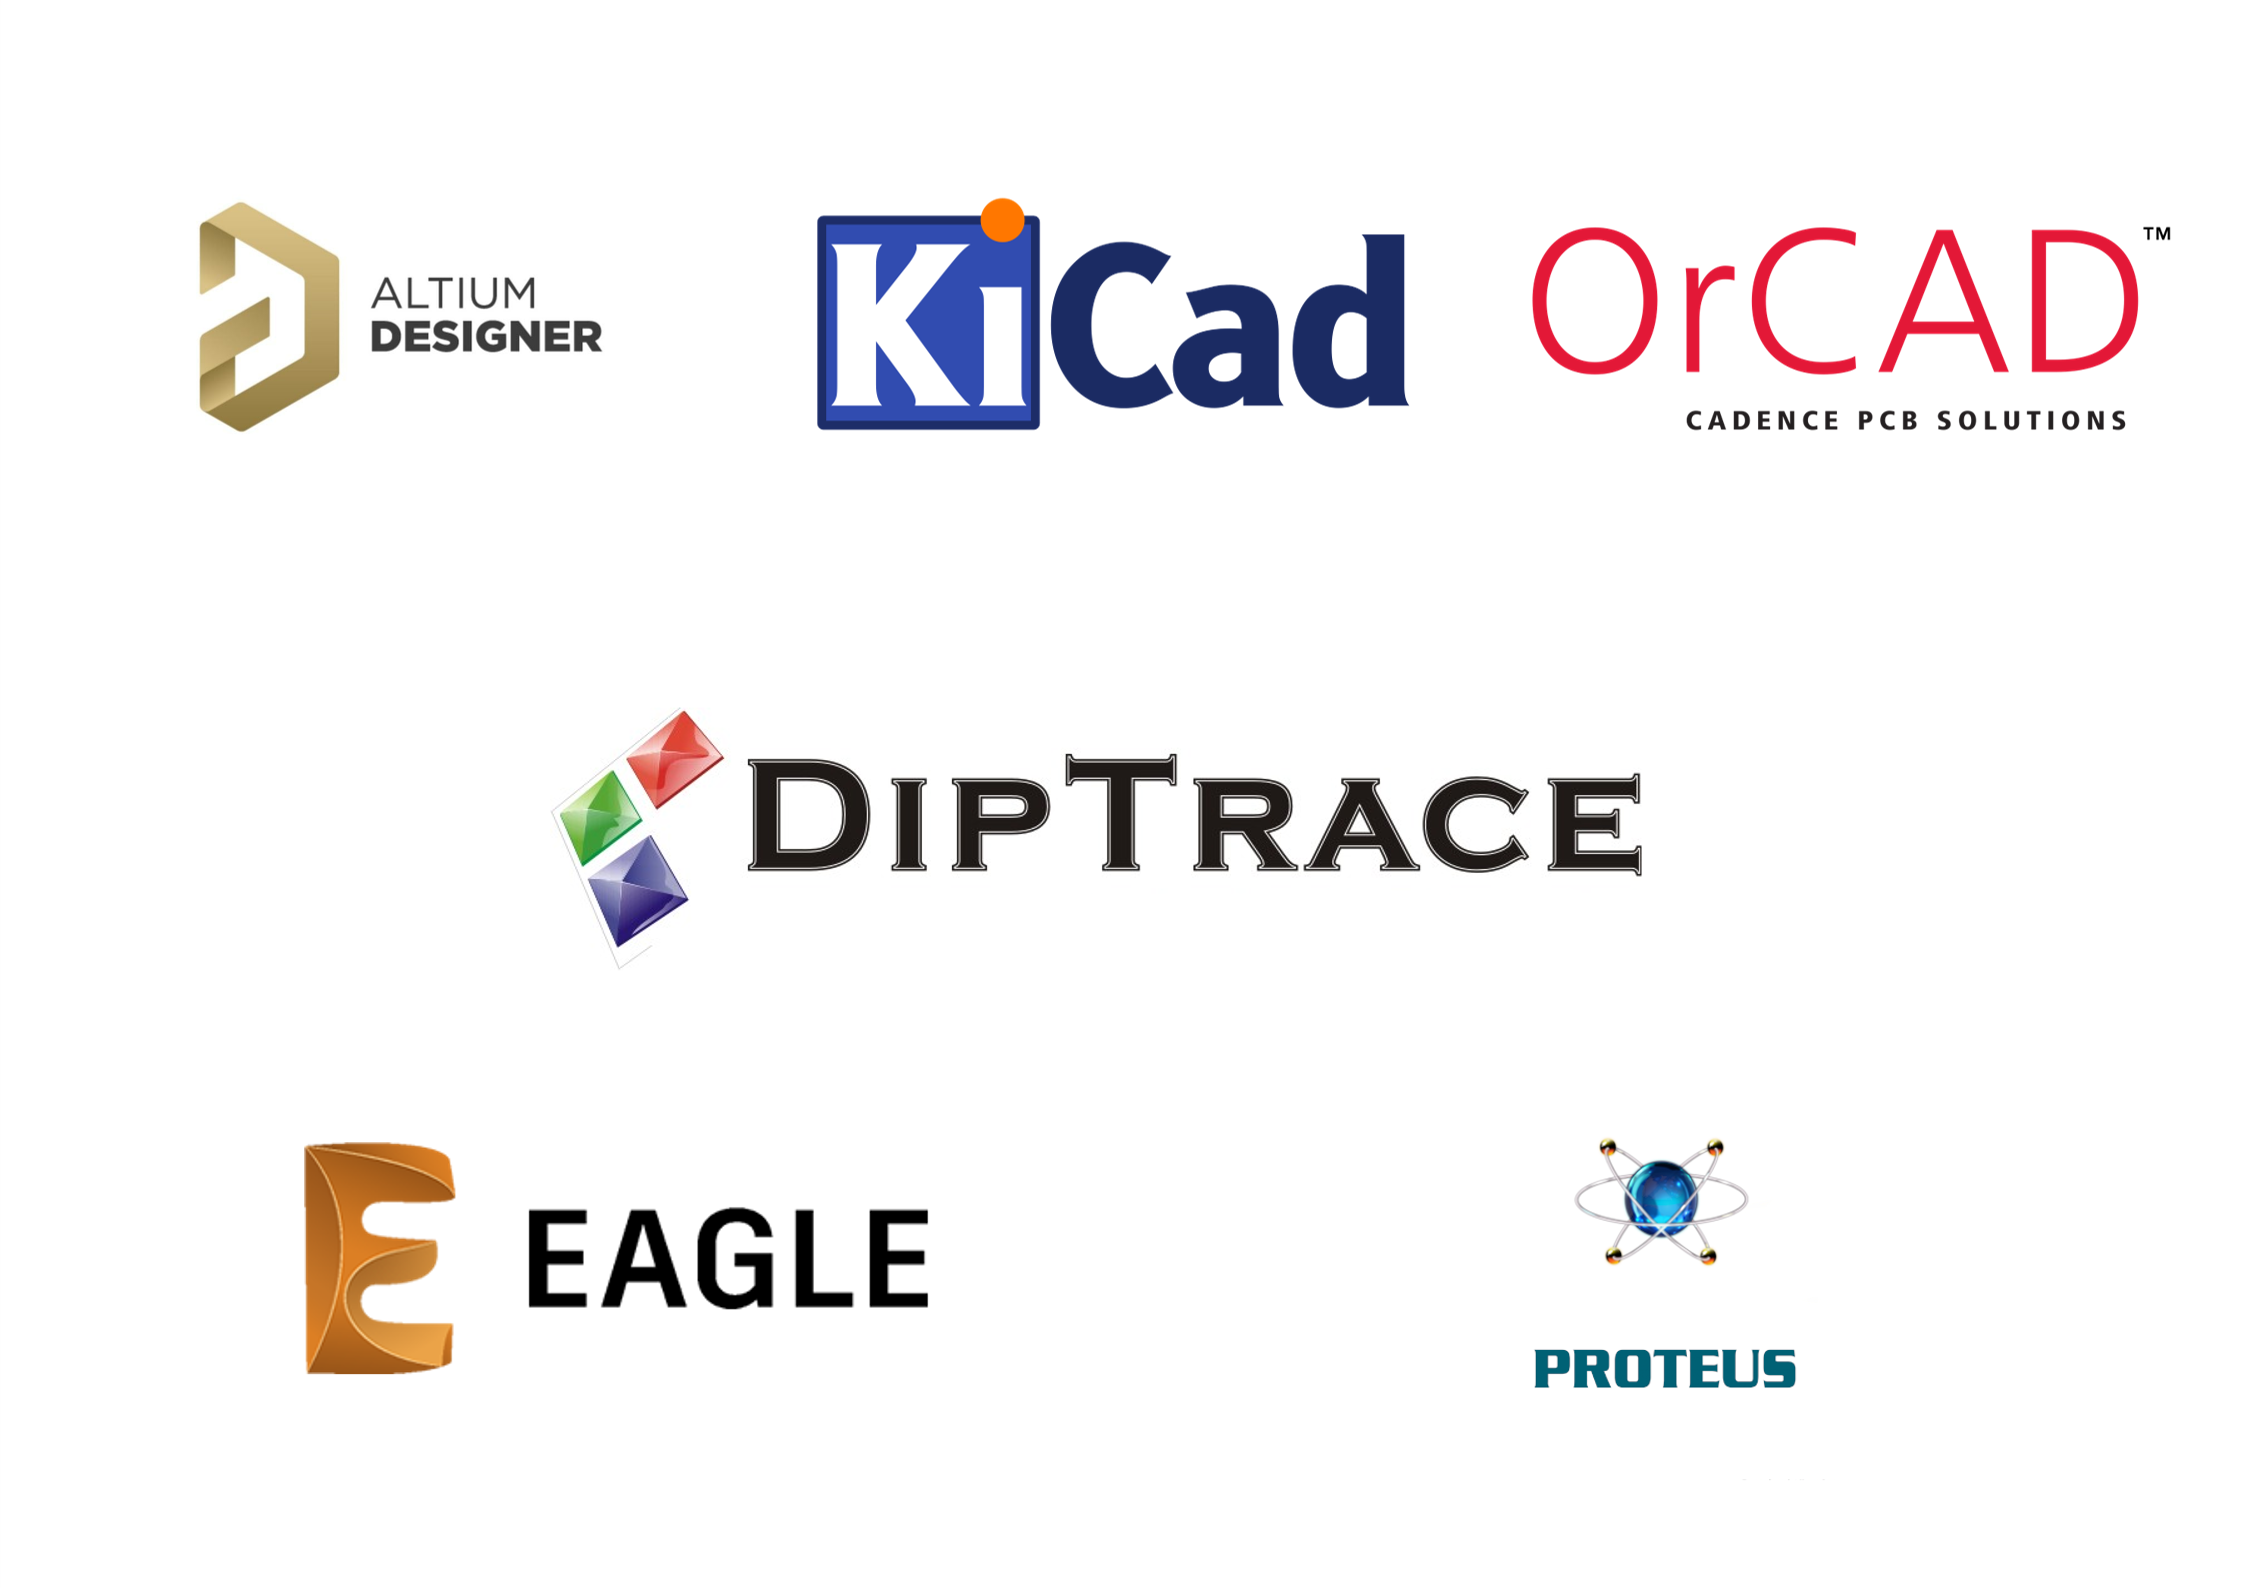 ALTIUM
DESIGNER
KiCad
OrCAD™
CADENCE PCB SOLUTIONS
DIPTRACE
EAGLE
PROTEUS